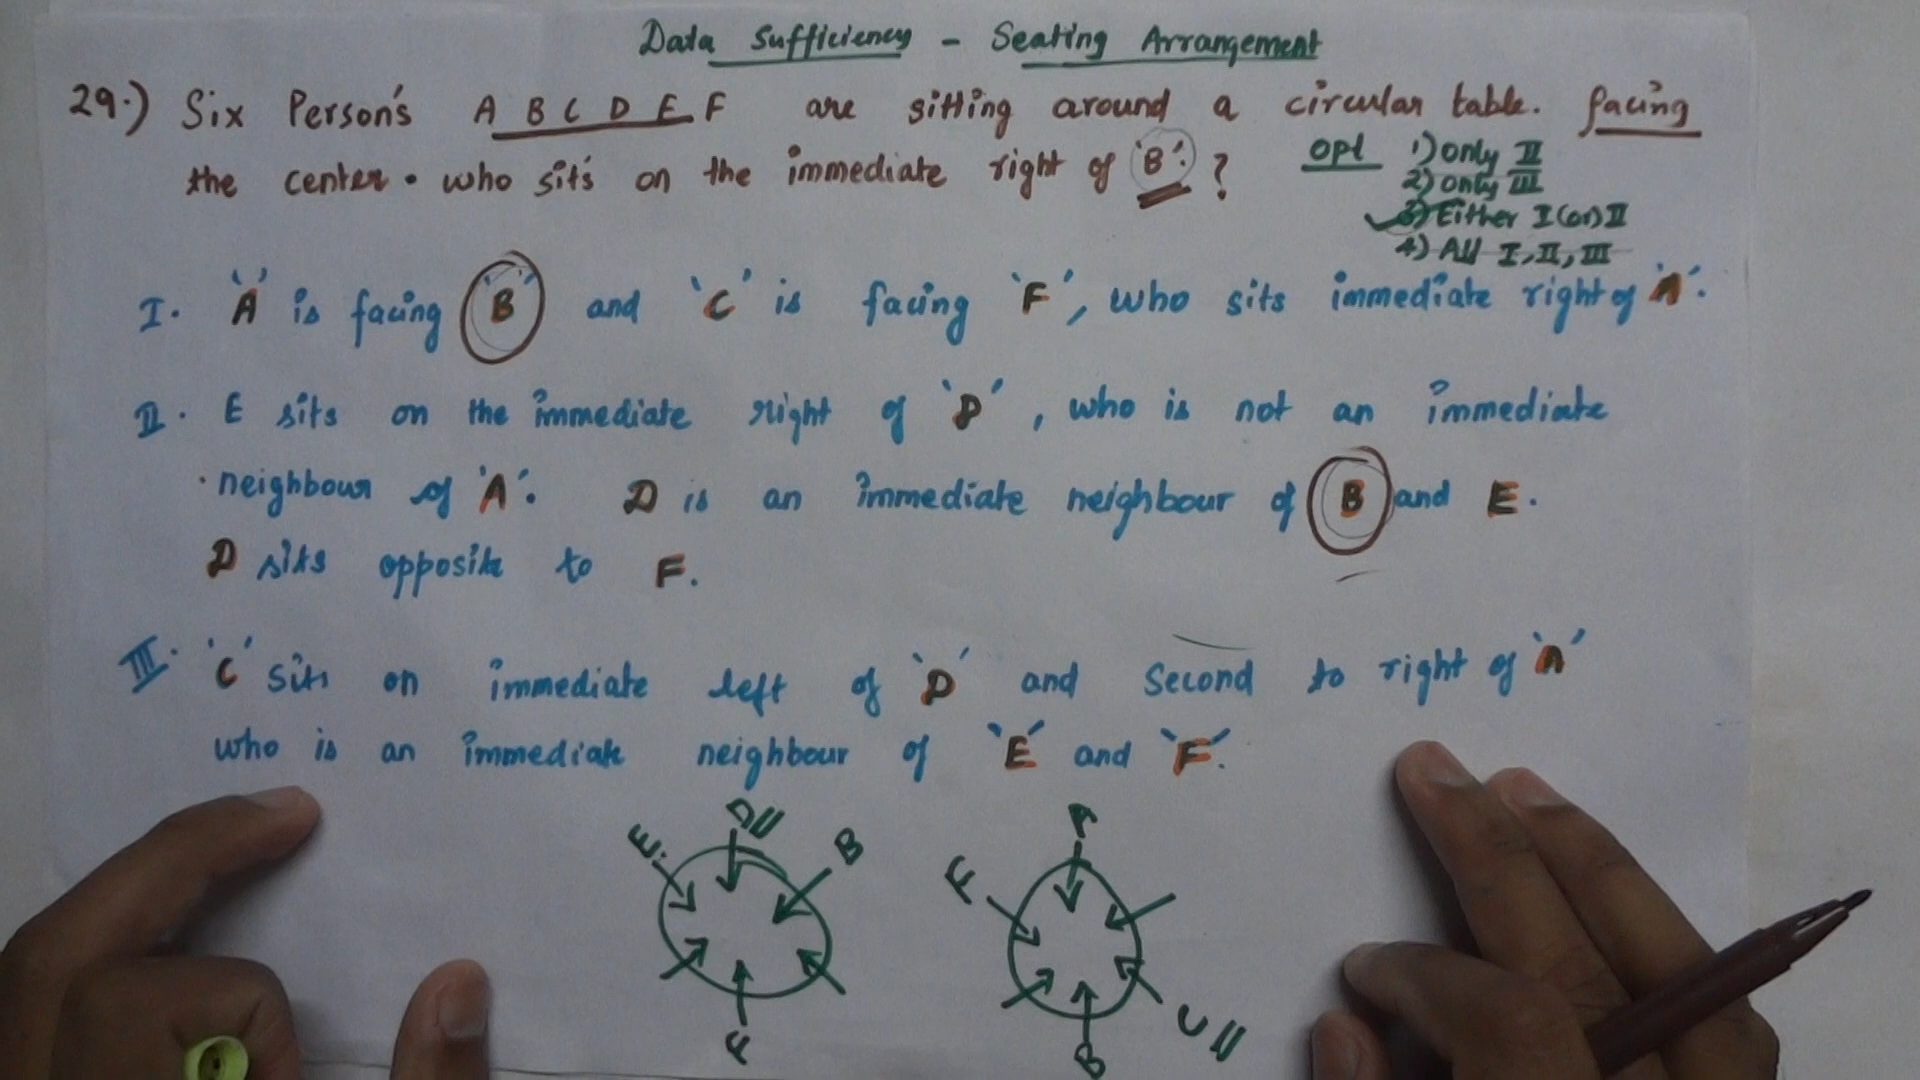 Data Sufficiency - Seating Arrangement
29.) Six Person's A B C D E F are sitting around a circular table. facing
the center. who sit's on the immediate right of 'B'. ?
Opt 1) only II
2) only III
3) Either I (or) II
4) All I, II, III
I. 'A' is facing 'B' and 'C' is facing 'F', who sits immediate right of 'A'.
II. E sits on the immediate right of 'D', who is not an immediate
neighbour of 'A'. D is an immediate neighbour of B and E.
D sits opposite to F.
III. 'C' sits on immediate left of 'D' and Second to right of 'A'
who is an immediate neighbour of 'E' and 'F'.
E. D B
F
A
F
C
B